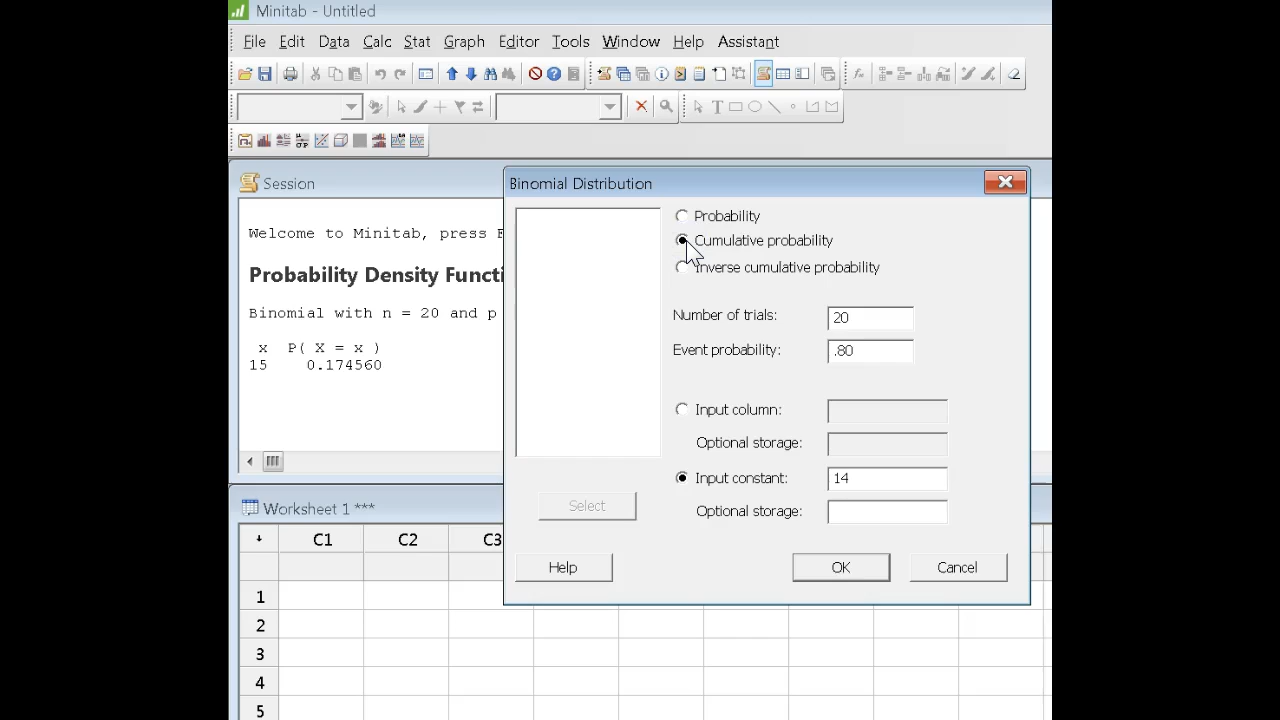 Minitab - Untitled
File Edit Data Calc Stat Graph Editor Tools Window Help Assistant
Session
Welcome to Minitab, press F
Probability Density Functi
Binomial with n = 20 and p
x P( X = x )
15 0.174560
Binomial Distribution
Probability
Cumulative probability
Inverse cumulative probability
Number of trials: 20
Event probability: .80
Input column:
Optional storage:
Input constant: 14
Optional storage:
Select
Help OK Cancel
Worksheet 1 ***
C1 C2 C3
1
2
3
4
5